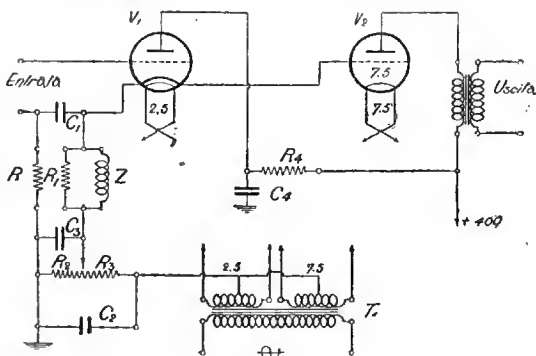 V₁
V₂
Entrata
2,5
7.5
7.5
Uscita
C₁
R
R₁
Z
R₄
C₄
+ 400
C₃
R₂
R₃
2.5
7.5
C₂